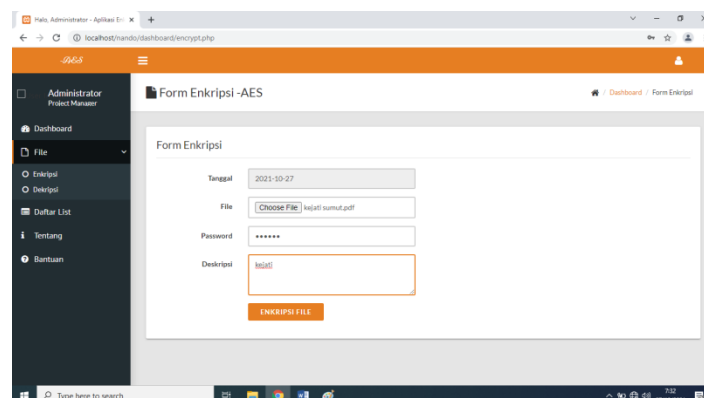 Halo, Administrator - Aplikasi En
localhost/nando/dashboard/encrypt.php
AES
Administrator
Project Manager
Form Enkripsi -AES
/ Dashboard / Form Enkripsi
Dashboard
File
Enkripsi
Dekripsi
Daftar List
Tentang
Bantuan
Form Enkripsi
Tanggal 2021-10-27
File Choose File kejati sumut.pdf
Password ••••••
Deskripsi kejati
ENKRIPSI FILE
Type here to search
7:32